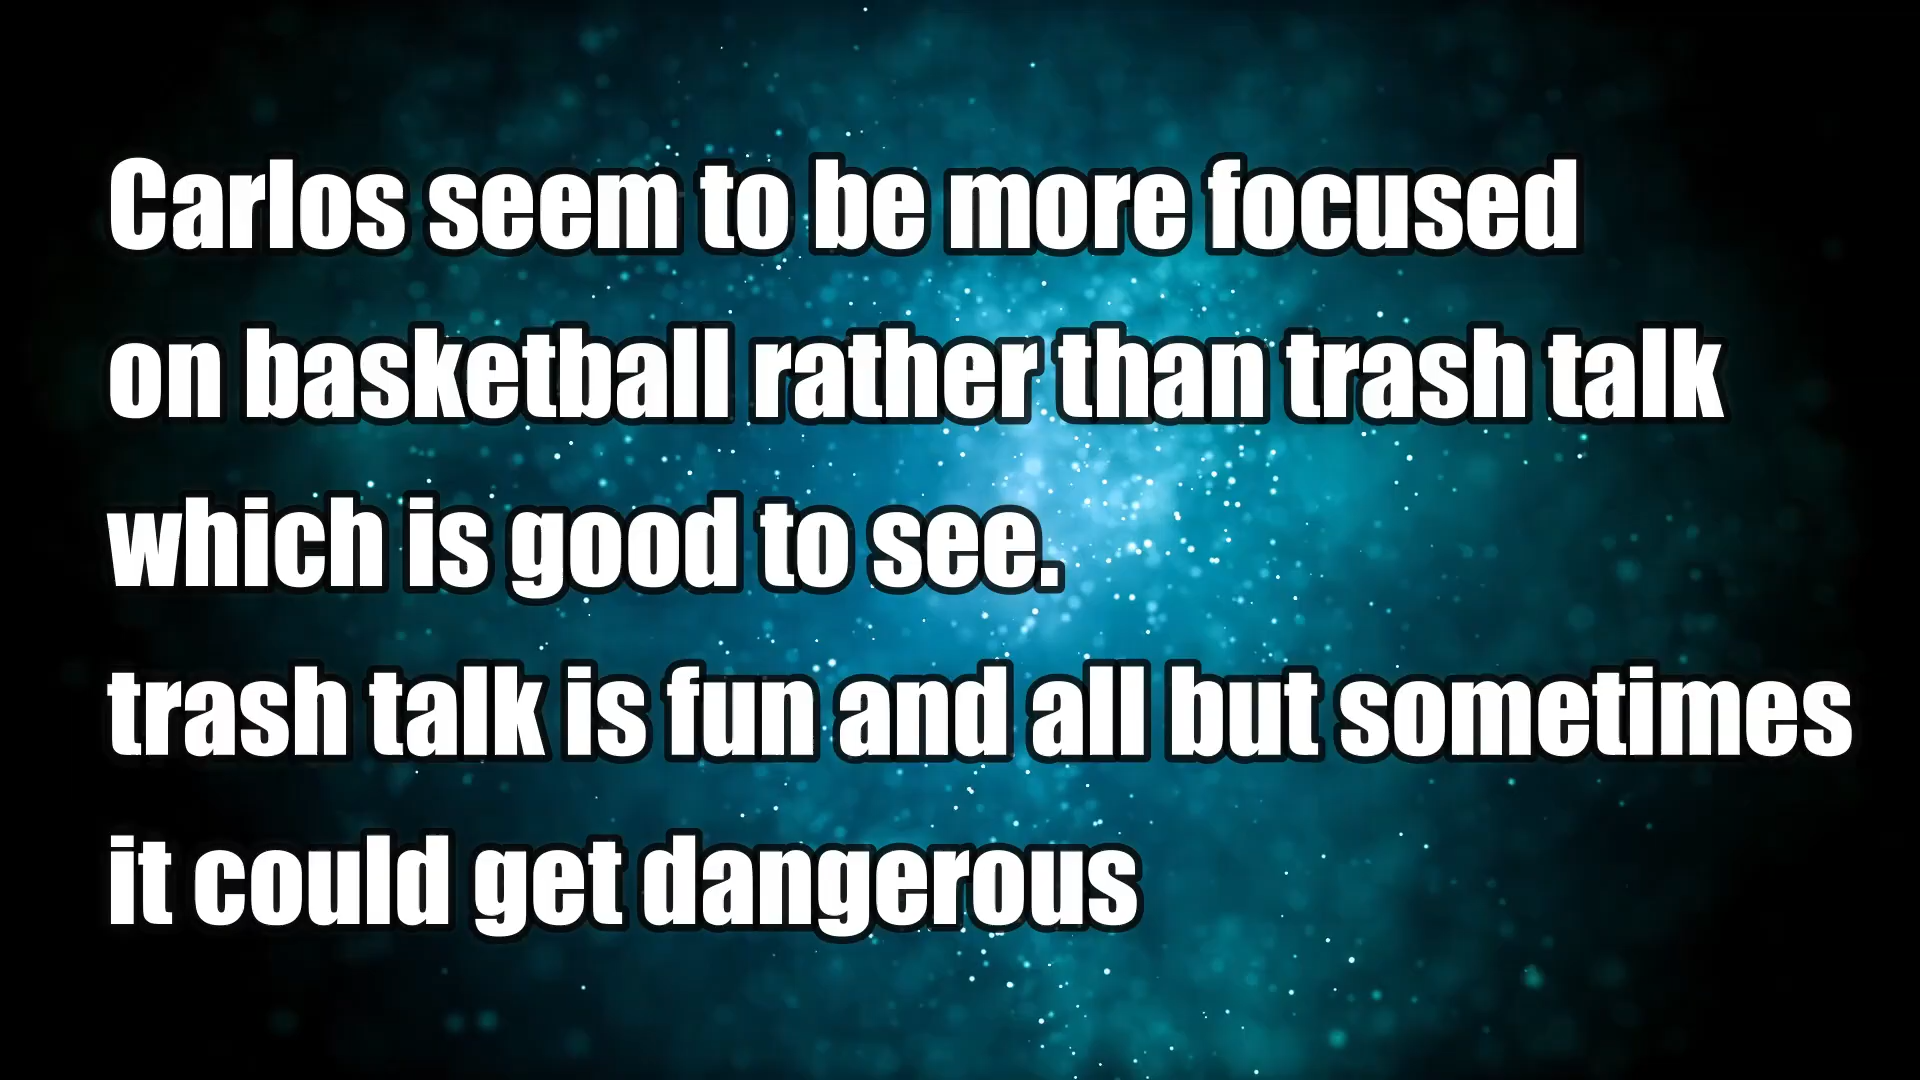 Carlos seem to be more focused
on basketball rather than trash talk
which is good to see.
trash talk is fun and all but sometimes
it could get dangerous